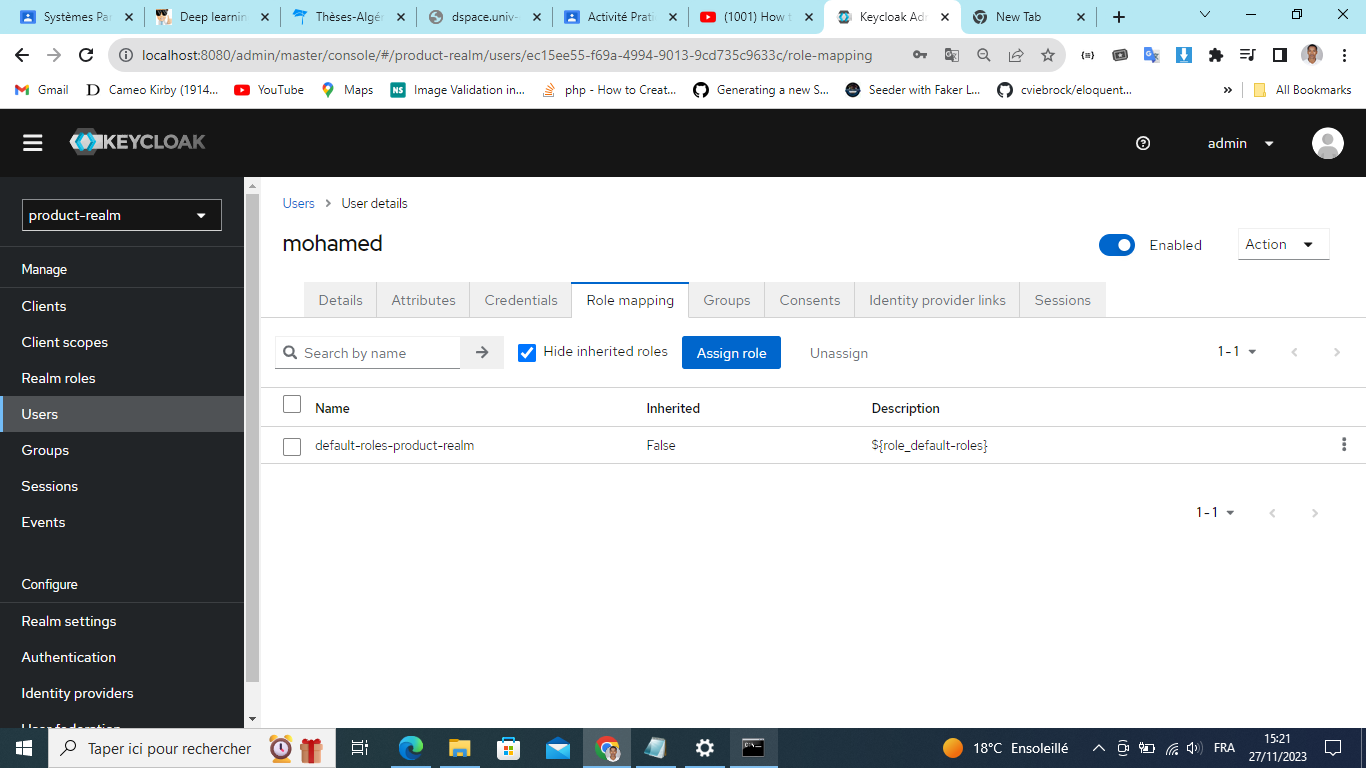 Systèmes Par
Deep learnin
Thèses-Algé
dspace.univ-
Activité Prati
(1001) How t
Keycloak Adr
New Tab
localhost:8080/admin/master/console/#/product-realm/users/ec15ee55-f69a-4994-9013-9cd735c9633c/role-mapping
Gmail
Cameo Kirby (1914...
YouTube
Maps
NS
Image Validation in...
php - How to Creat...
Generating a new S...
Seeder with Faker L...
cviebrock/eloquent...
»
All Bookmarks
KEYCLOAK
admin
product-realm
Manage
Clients
Client scopes
Realm roles
Users
Groups
Sessions
Events
Configure
Realm settings
Authentication
Identity providers
User federation
Users > User details
mohamed
Enabled
Action
Details
Attributes
Credentials
Role mapping
Groups
Consents
Identity provider links
Sessions
Search by name
Hide inherited roles
Assign role
Unassign
1-1
Name Inherited Description
default-roles-product-realm False ${role_default-roles}
1-1
Taper ici pour rechercher
18°C Ensoleillé
FRA
15:21
27/11/2023